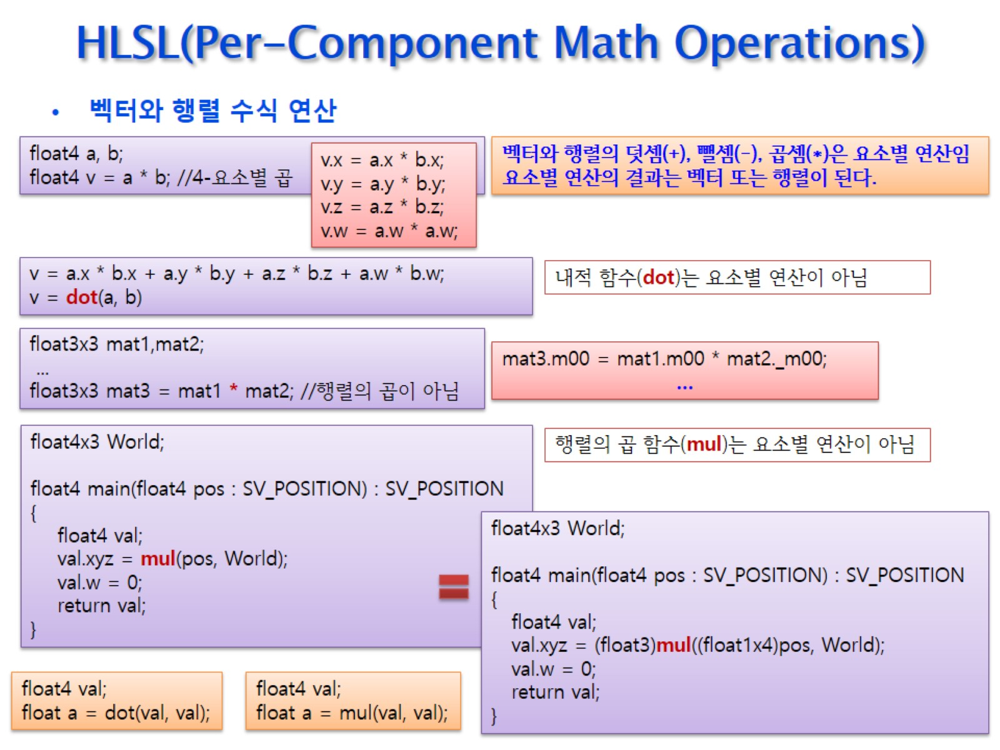 HLSL(Per-Component Math Operations)
• 벡터와 행렬 수식 연산
float4 a, b;
float4 v = a * b; //4-요소별 곱
v.x = a.x * b.x;
v.y = a.y * b.y;
v.z = a.z * b.z;
v.w = a.w * a.w;
벡터와 행렬의 덧셈(+), 뺄셈(-), 곱셈(*)은 요소별 연산임
요소별 연산의 결과는 벡터 또는 행렬이 된다.
v = a.x * b.x + a.y * b.y + a.z * b.z + a.w * b.w;
v = dot(a, b)
내적 함수(dot)는 요소별 연산이 아님
float3x3 mat1,mat2;
...
float3x3 mat3 = mat1 * mat2; //행렬의 곱이 아님
mat3.m00 = mat1.m00 * mat2._m00;
...
float4x3 World;
float4 main(float4 pos : SV_POSITION) : SV_POSITION
{
float4 val;
val.xyz = mul(pos, World);
val.w = 0;
return val;
}
행렬의 곱 함수(mul)는 요소별 연산이 아님
=
float4x3 World;
float4 main(float4 pos : SV_POSITION) : SV_POSITION
{
float4 val;
val.xyz = (float3)mul((float1x4)pos, World);
val.w = 0;
return val;
}
float4 val;
float a = dot(val, val);
float4 val;
float a = mul(val, val);